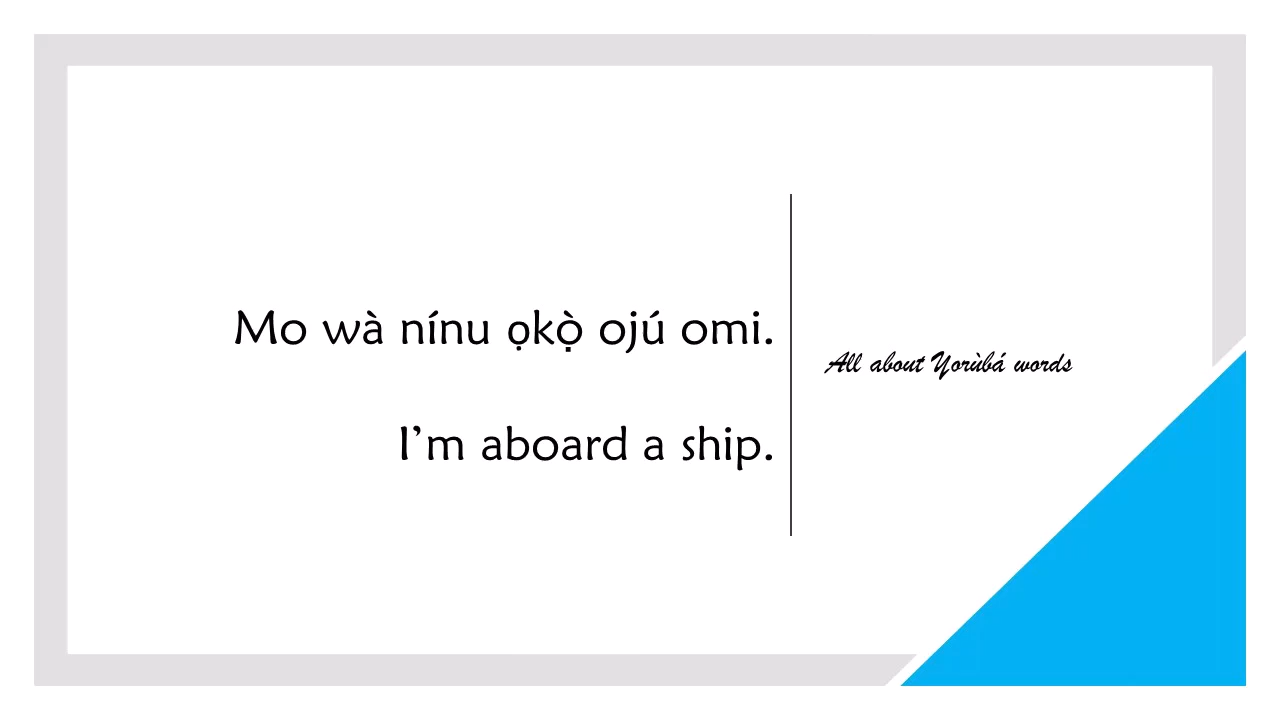 Mo wà nínu ọkọ̀ ojú omi.
I’m aboard a ship.
All about Yorùbá words